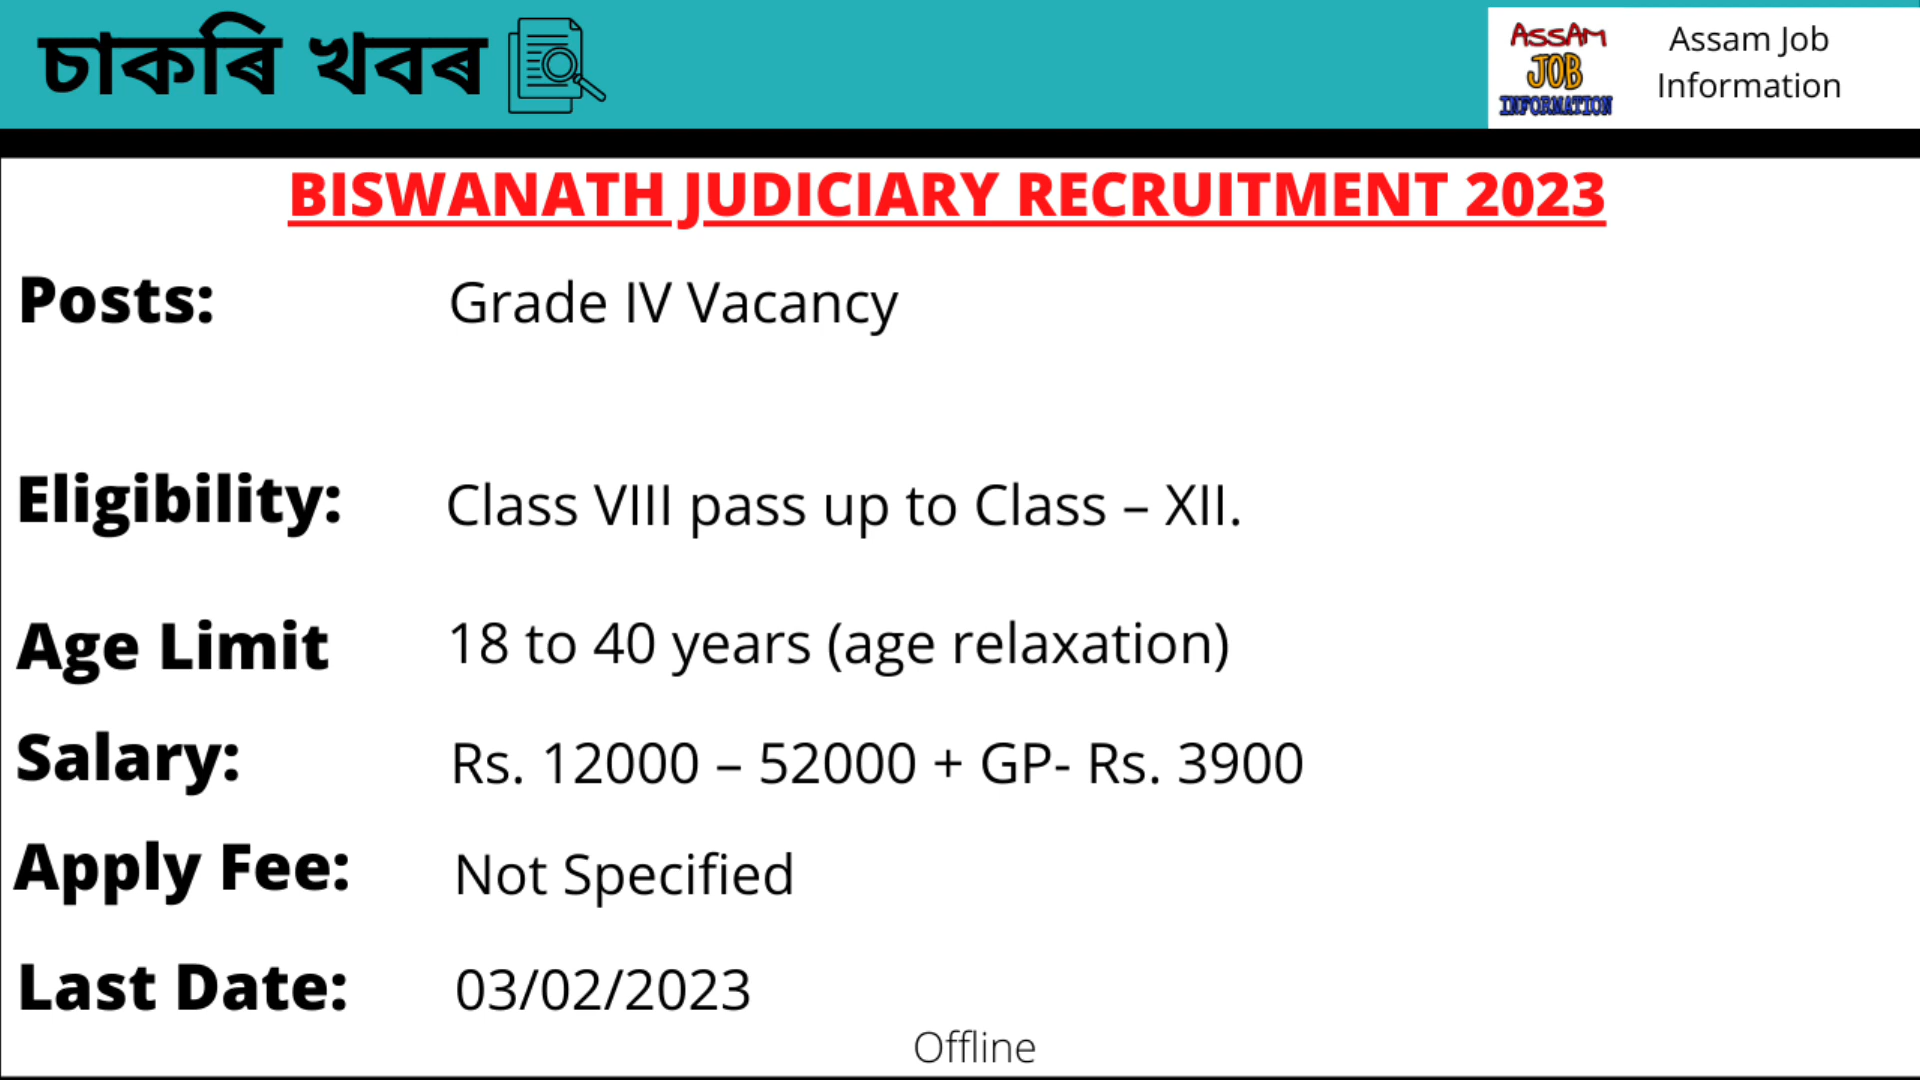 চাকৰি খবৰ
ASSAM
JOB
INFORMATION
Assam Job
Information
BISWANATH JUDICIARY RECRUITMENT 2023
Posts: Grade IV Vacancy
Eligibility: Class VIII pass up to Class – XII.
Age Limit 18 to 40 years (age relaxation)
Salary: Rs. 12000 – 52000 + GP- Rs. 3900
Apply Fee: Not Specified
Last Date: 03/02/2023
Offline